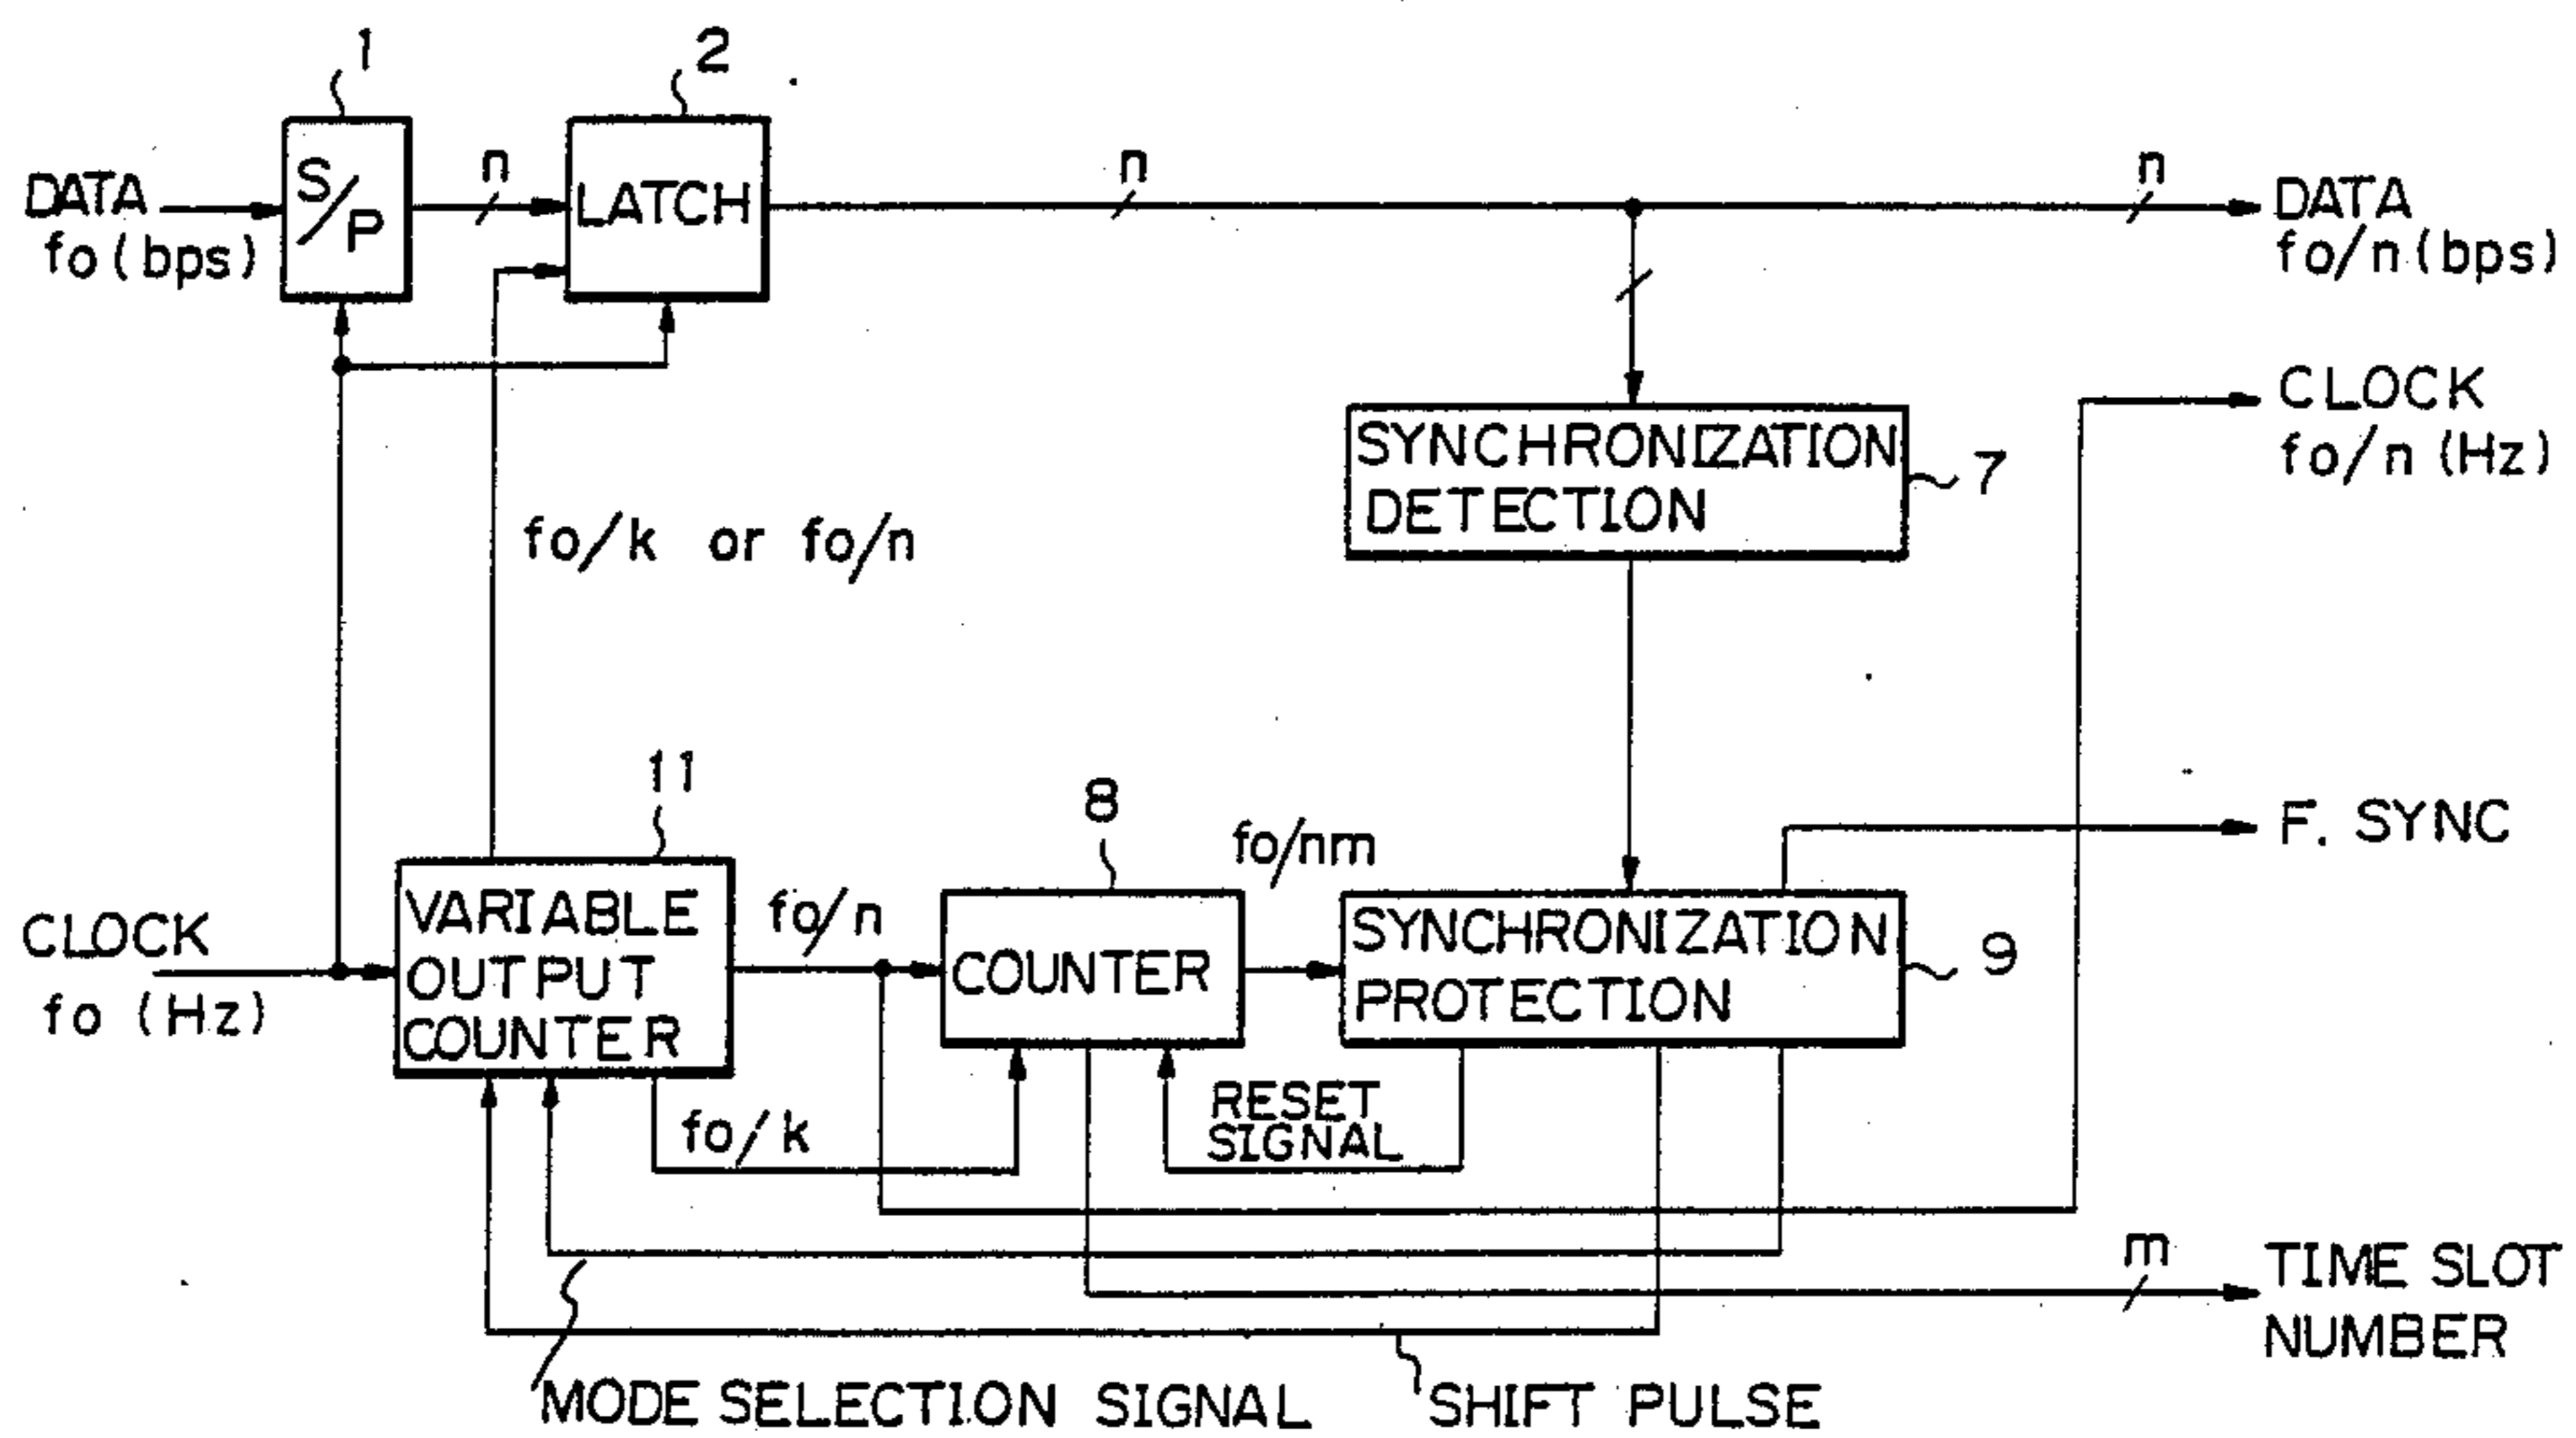 1
2
DATA
fo (bps)
S/P
n
LATCH
n
n
DATA
fo/n (bps)
CLOCK
fo/n (Hz)
SYNCHRONIZATION
DETECTION
7
fo/k or fo/n
11
8
fo/nm
F. SYNC
CLOCK
fo (Hz)
VARIABLE
OUTPUT
COUNTER
fo/n
COUNTER
SYNCHRONIZATION
PROTECTION
9
fo/k
RESET
SIGNAL
m
TIME SLOT
NUMBER
MODE SELECTION SIGNAL
SHIFT PULSE